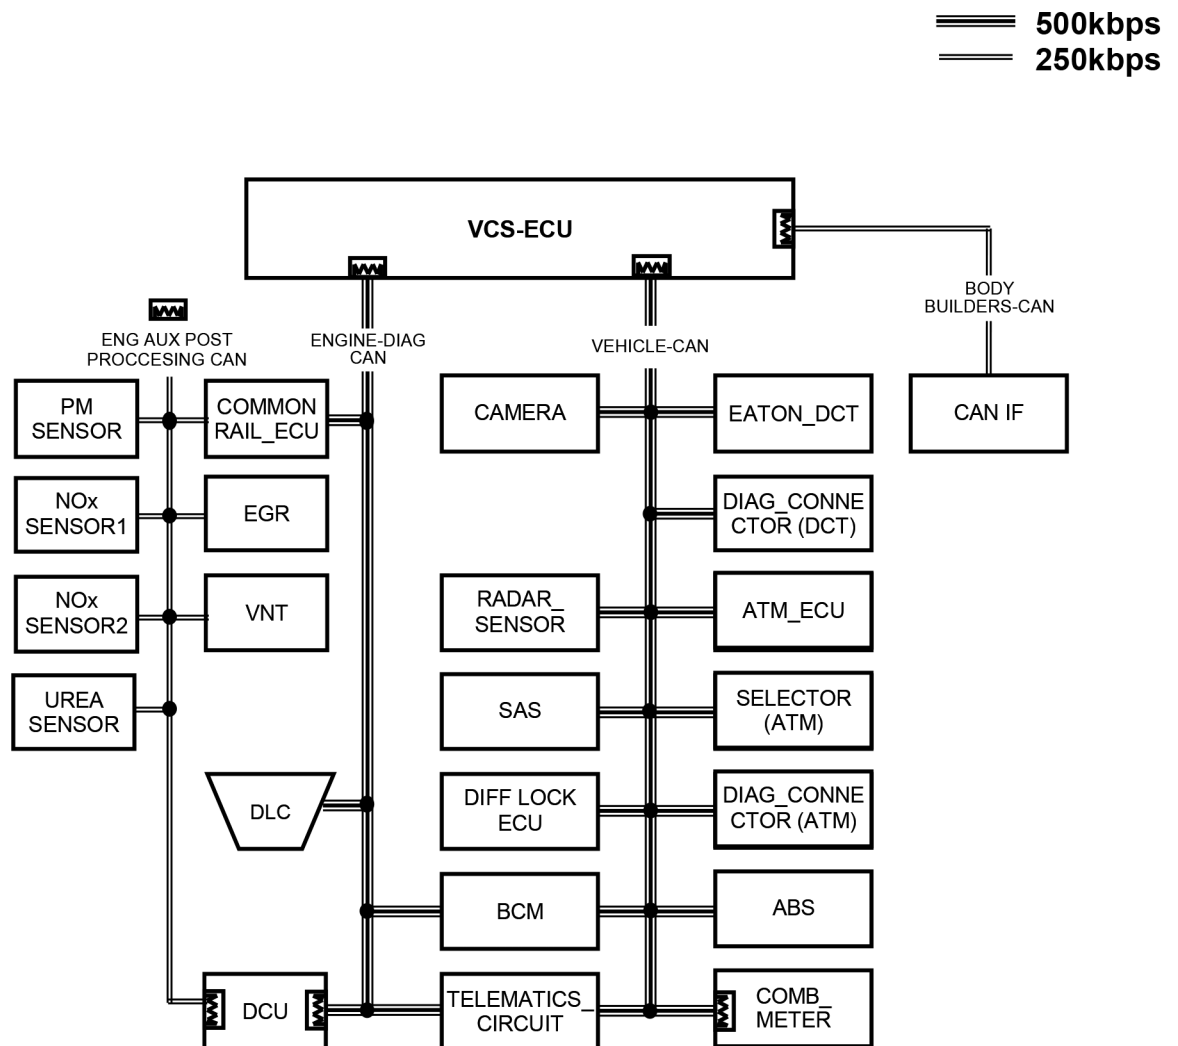 500kbps
250kbps
VCS-ECU
BODY
BUILDERS-CAN
ENG AUX POST
PROCCESING CAN
ENGINE-DIAG
CAN
VEHICLE-CAN
PM
SENSOR
COMMON
RAIL_ECU
CAMERA
EATON_DCT
CAN IF
NOx
SENSOR1
EGR
DIAG_CONNE
CTOR (DCT)
NOx
SENSOR2
VNT
RADAR_
SENSOR
ATM_ECU
UREA
SENSOR
SAS
SELECTOR
(ATM)
DLC
DIFF LOCK
ECU
DIAG_CONNE
CTOR (ATM)
BCM
ABS
DCU
TELEMATICS_
CIRCUIT
COMB_
METER